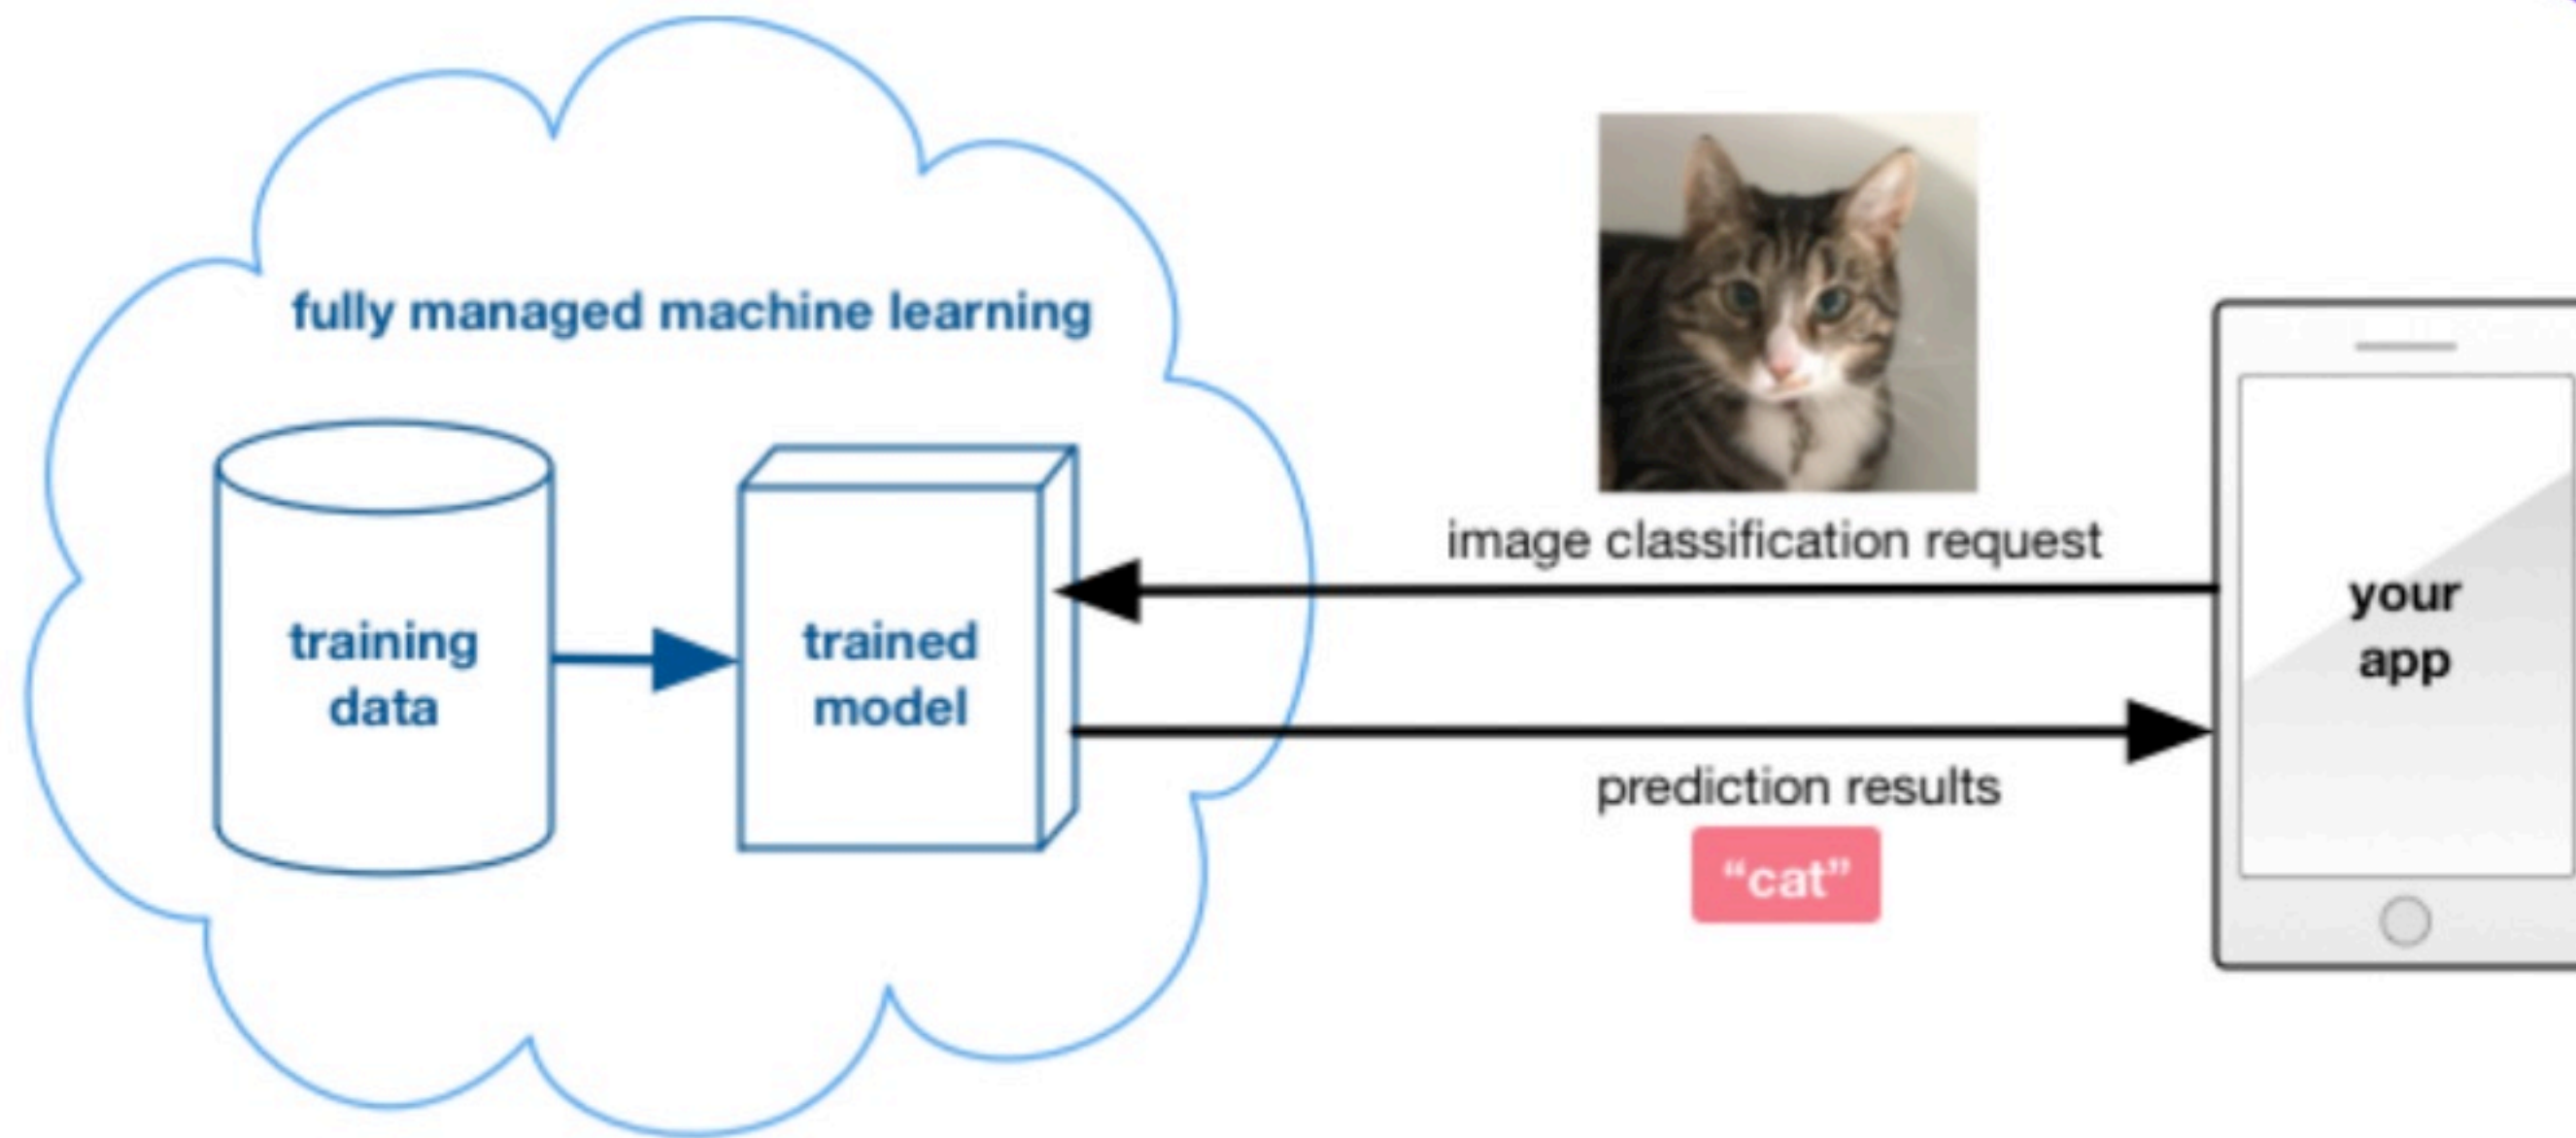 fully managed machine learning
training
data
trained
model
image classification request
prediction results
“cat”
your
app